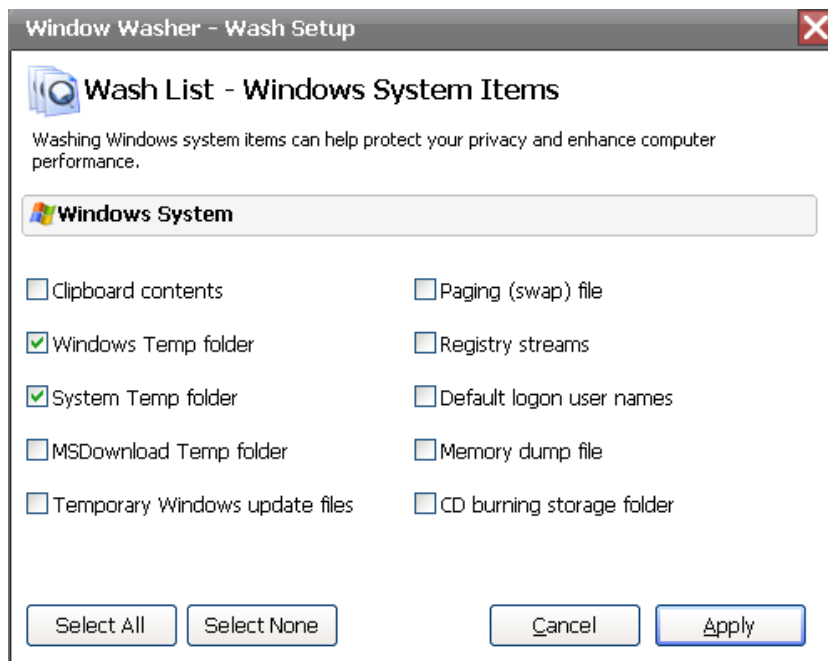 Window Washer - Wash Setup
Wash List - Windows System Items
Washing Windows system items can help protect your privacy and enhance computer
performance.
Windows System
Clipboard contents
Paging (swap) file
Windows Temp folder
Registry streams
System Temp folder
Default logon user names
MSDownload Temp folder
Memory dump file
Temporary Windows update files
CD burning storage folder
Select All
Select None
Cancel
Apply